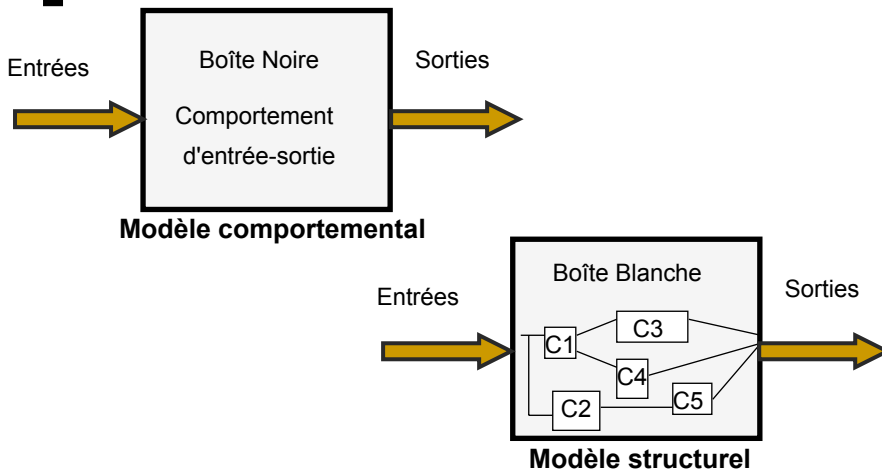 Entrées
Boîte Noire
Sorties
Comportement
d'entrée-sortie
Modèle comportemental
Entrées
Boîte Blanche
Sorties
C1
C3
C4
C2
C5
Modèle structurel